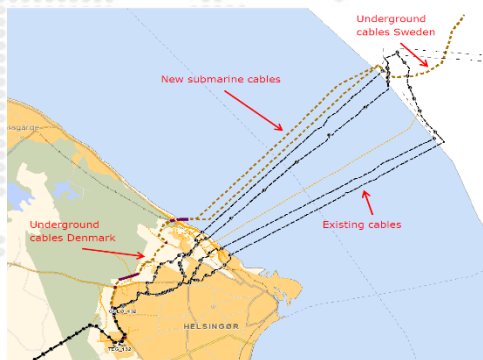 Underground
cables Sweden
New submarine cables
Underground
cables Denmark
Existing cables
HELSINGØR